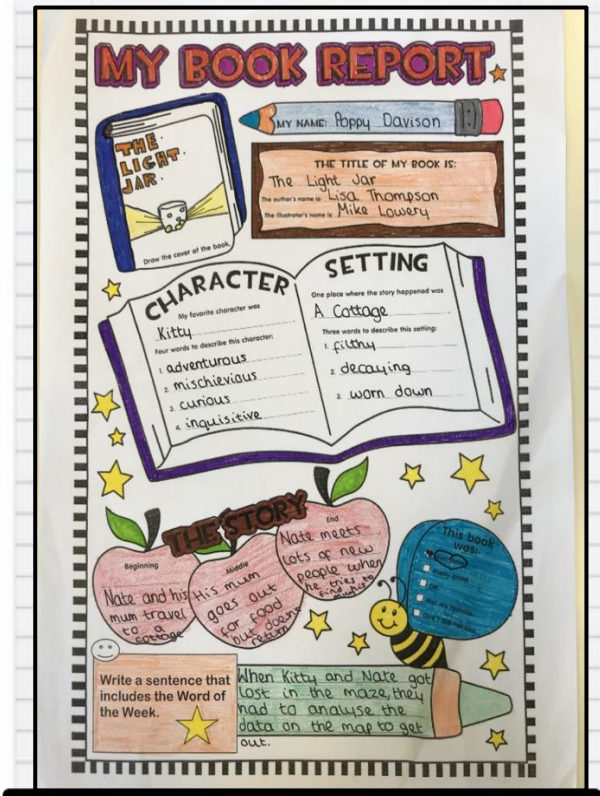 MY BOOK REPORT
THE
LIGHT
JAR.
Draw the cover of the book.
MY NAME: Poppy Davison
THE TITLE OF MY BOOK IS:
The Light Jar
The author's name is: Lisa Thompson
The illustrator's name is: Mike Lowery
CHARACTER
My favorite character was
Kitty
Four words to describe this character:
1. adventurous
2. mischievious
3. curious
4. inquisitive
SETTING
One place where the story happened was
A Cottage
Three words to describe this setting:
1. filthy
2. decaying
3. worn down
THE STORY
Beginning
Nate and his
mum travel
to a
cottage
Middle
His mum
goes out
for food
but doesn't
return
End
Nate meets
lots of new
people when
he tries to
find
This book
was:
Pretty good
OK
Not my favorite
Write a sentence that
includes the Word of
the Week.
When Kitty and Nate got
lost in the maze, they
had to analyse the
data on the map to get
out.